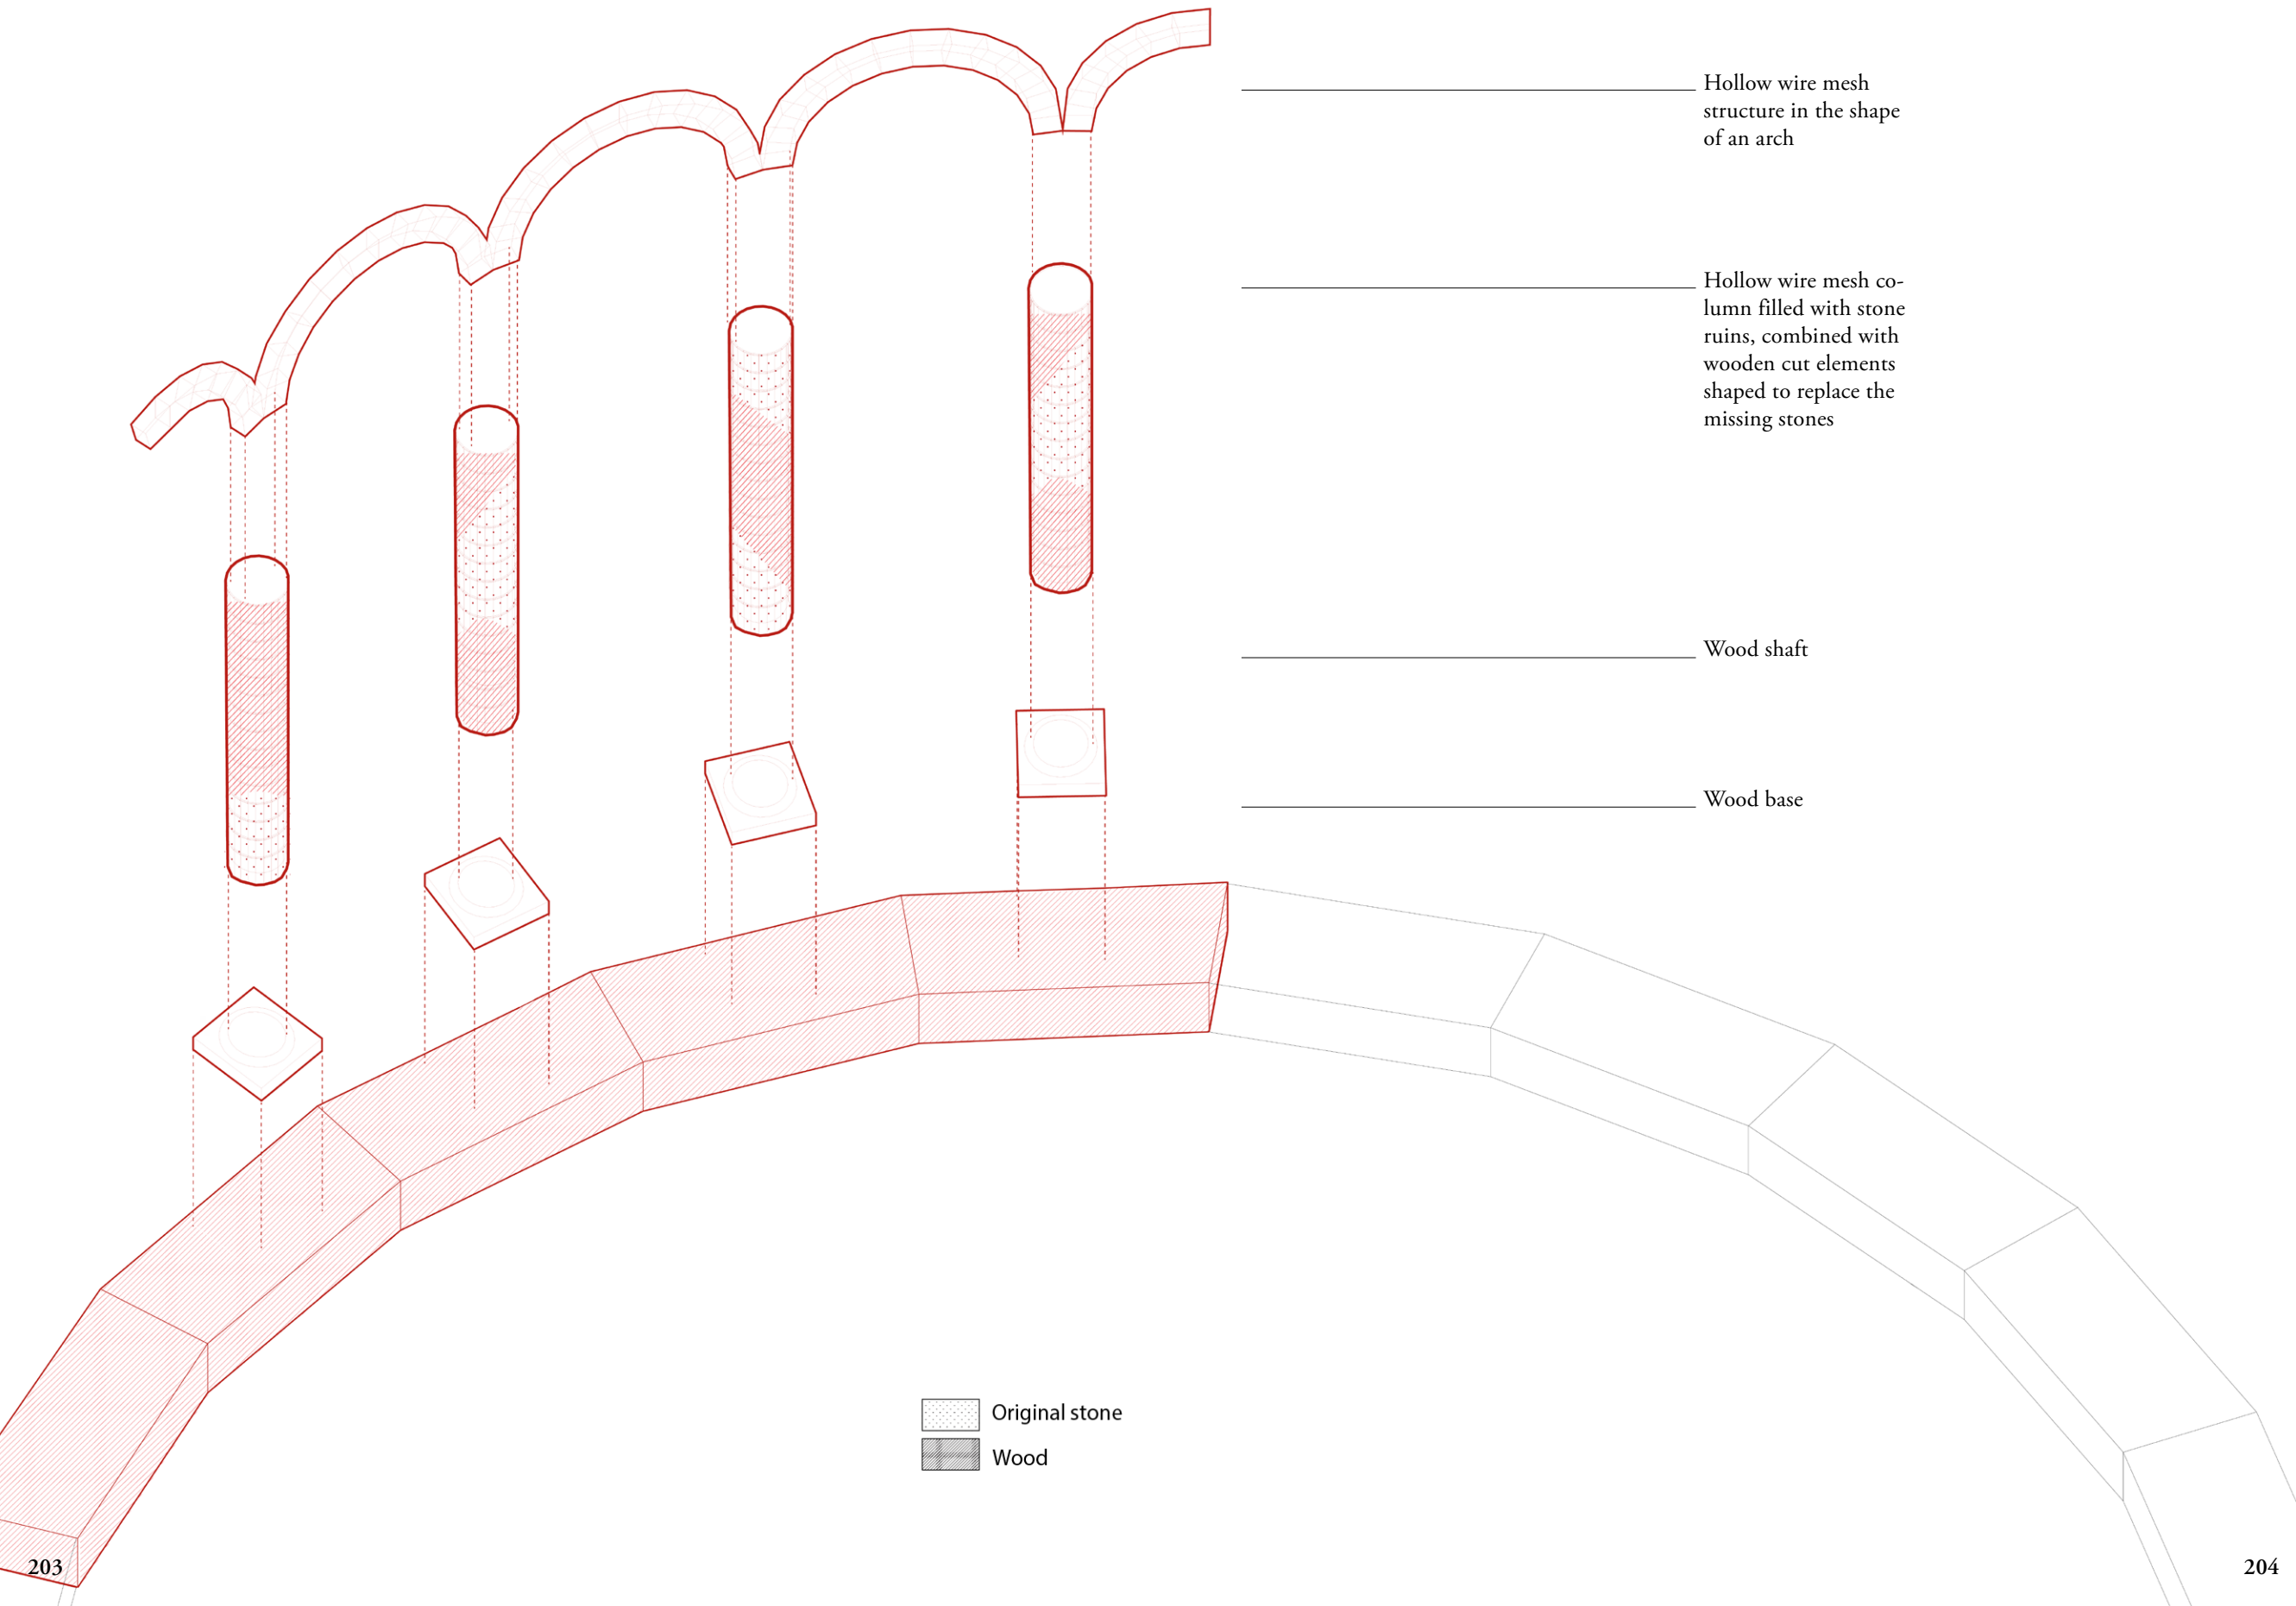 Hollow wire mesh
structure in the shape
of an arch
Hollow wire mesh co-
lumn filled with stone
ruins, combined with
wooden cut elements
shaped to replace the
missing stones
Wood shaft
Wood base
Original stone
Wood
203
204